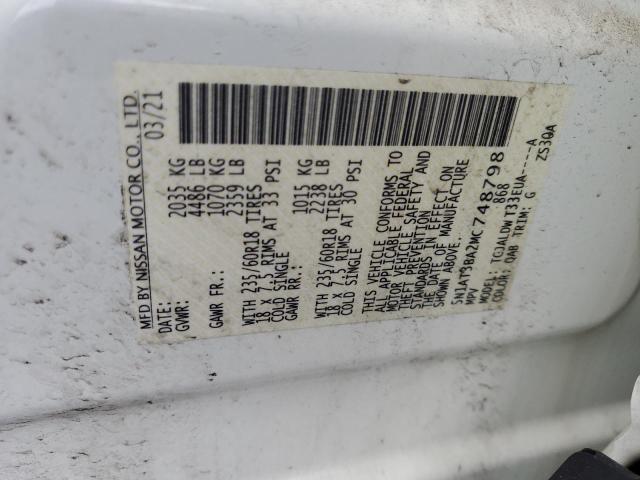 MFD BY NISSAN MOTOR CO., LTD.
DATE: 03/21
GVWR: 2035 KG
4486 LB
GAWR FR.: 1070 KG
2359 LB
WITH 235/60R18 TIRES
18 X 7.5 RIMS AT 33 PSI
COLD SINGLE
GAWR RR.: 1015 KG
2238 LB
WITH 235/60R18 TIRES
18 X 7.5 RIMS AT 30 PSI
COLD SINGLE
THIS VEHICLE CONFORMS TO
ALL APPLICABLE FEDERAL
MOTOR VEHICLE SAFETY AND
THEFT PREVENTION
STANDARDS IN EFFECT ON
THE DATE OF MANUFACTURE
SHOWN ABOVE.
5N1AT3BA2MC748798
MPV 868
MODEL: TGJALDWT33EUA-----A
COLOR: QAB TRIM: G ZS3QA